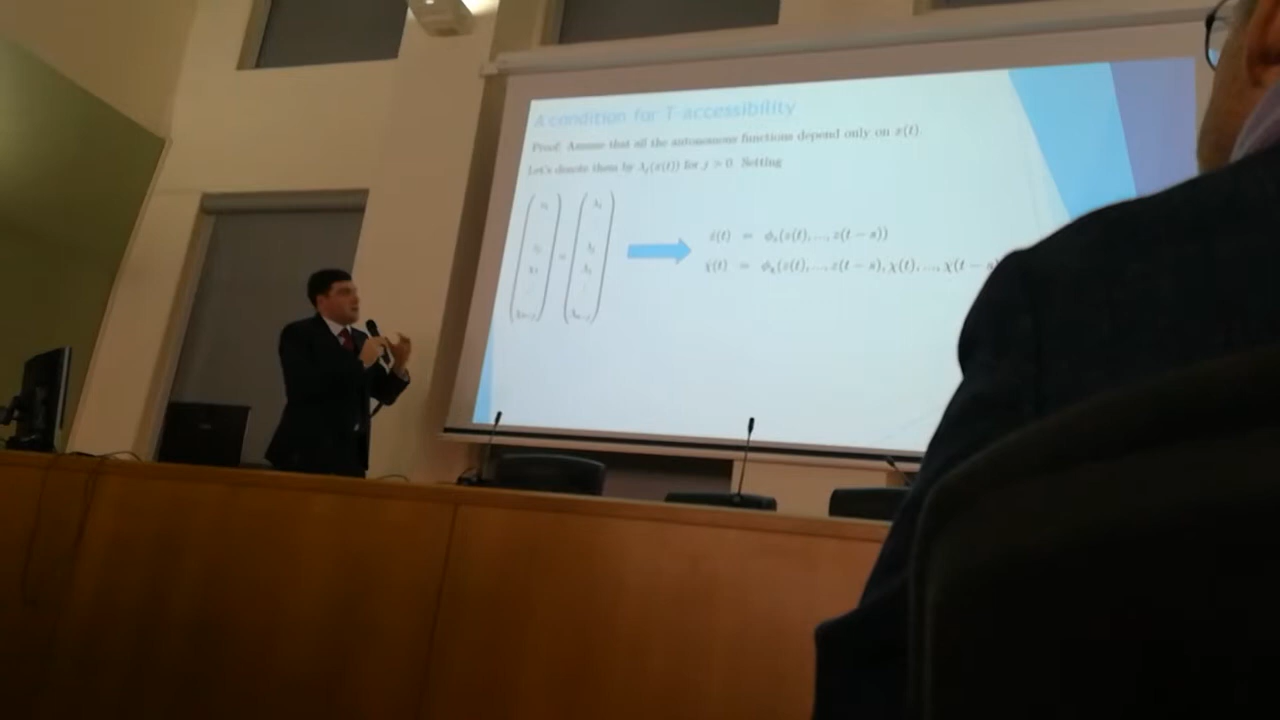 A condition for T accessibility
Proof: Assume that all the autonomous functions depend only on x(t).
Let's denote them by λⱼ(x(t)) for j > 0. Setting
ż(t) = φ_z(z(t), ..., z(t − s))
χ̇(t) = φ_χ(z(t), ..., z(t − s), χ(t), ..., χ(t − s)